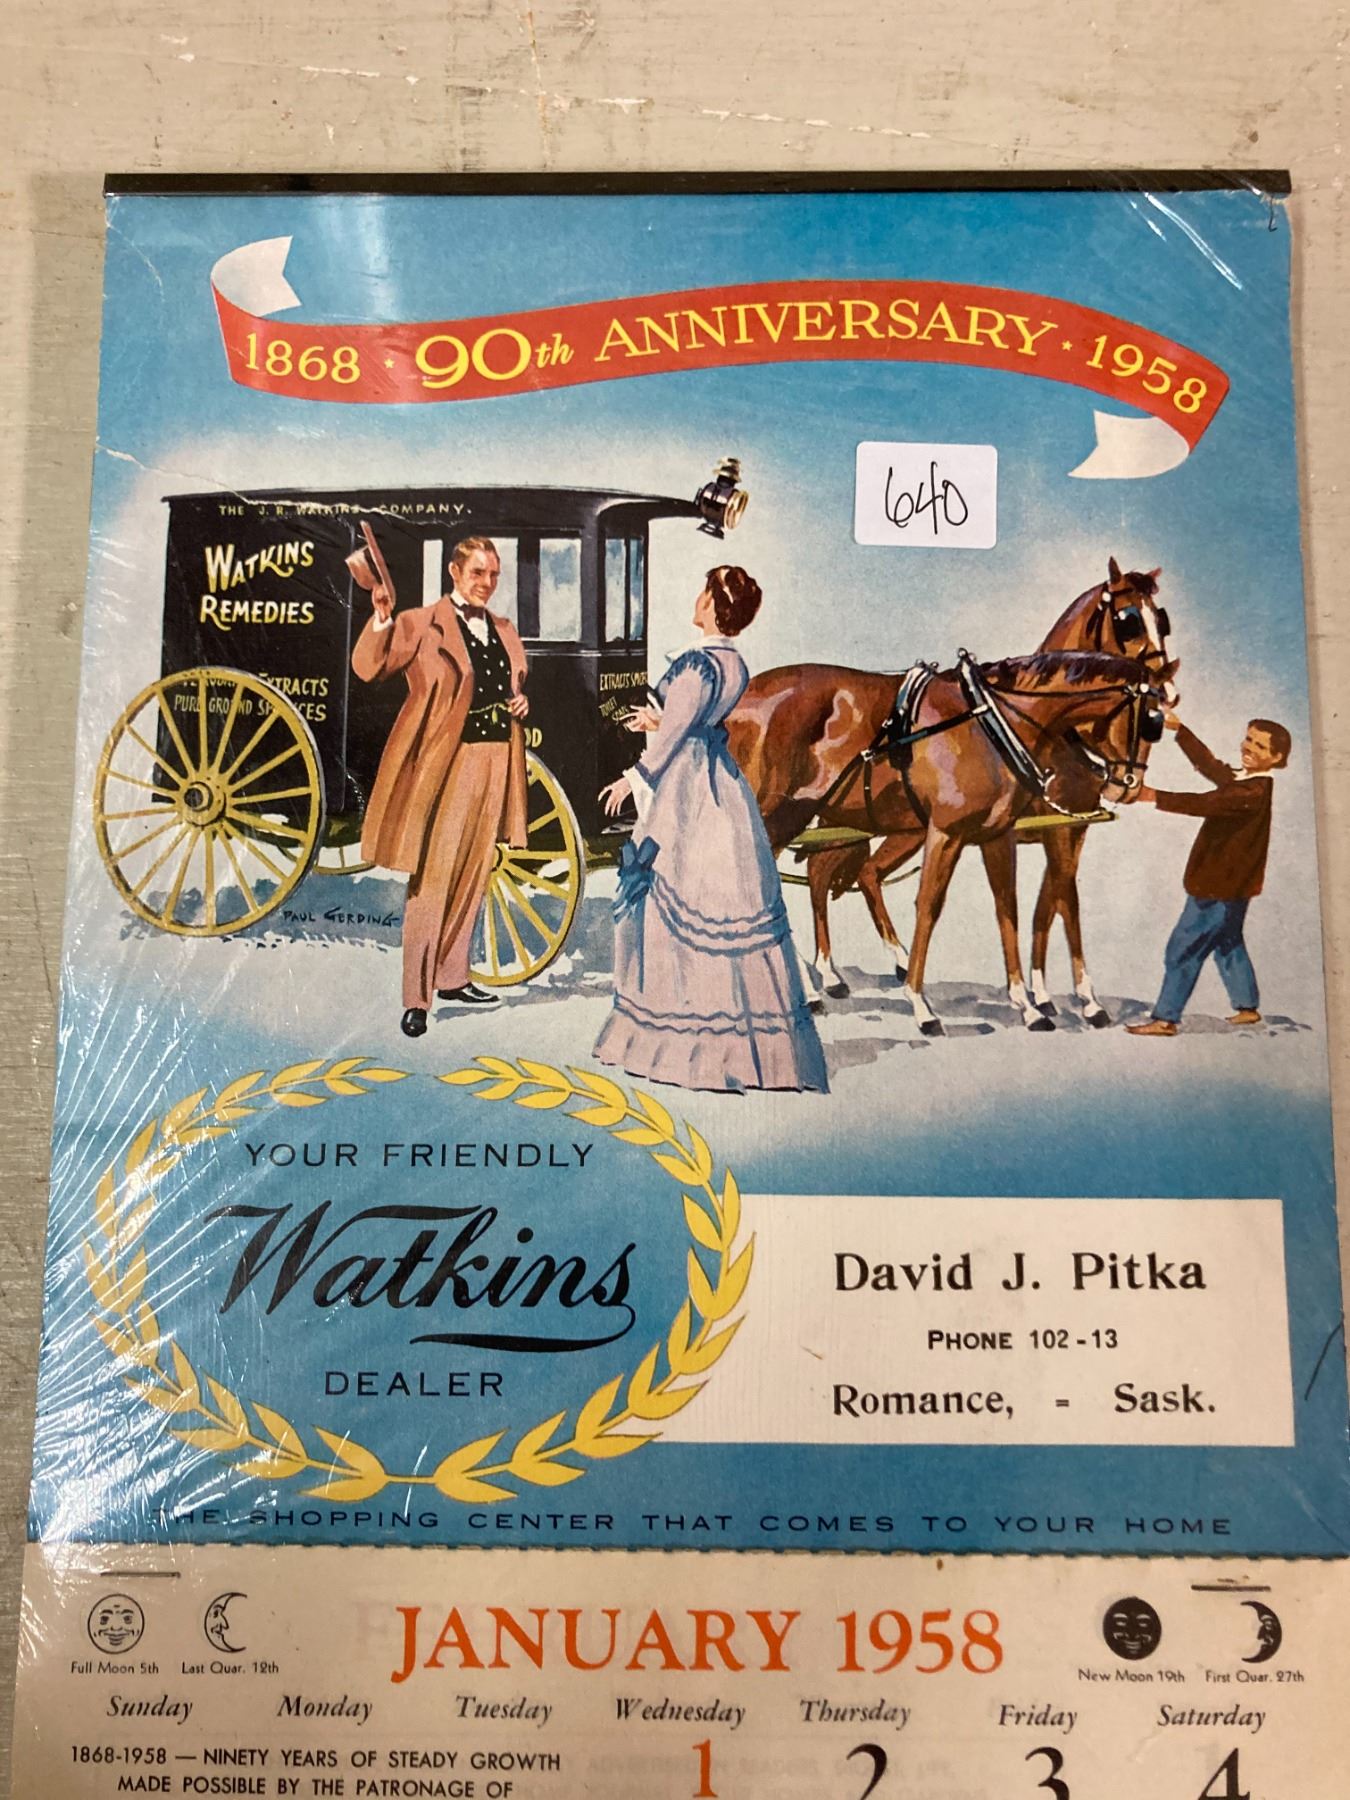 1868 · 90th ANNIVERSARY · 1958
640
THE J. R. WATKINS COMPANY.
WATKINS
REMEDIES
EXTRACTS
PURE GROUND SPICES
EXTRACTS
TOILET
PAUL GERDING
YOUR FRIENDLY
Watkins
DEALER
David J. Pitka
PHONE 102-13
Romance, = Sask.
THE SHOPPING CENTER THAT COMES TO YOUR HOME
JANUARY 1958
Full Moon 5th Last Quar. 12th New Moon 19th First Quar. 27th
Sunday Monday Tuesday Wednesday Thursday Friday Saturday
1 2 3 4
1868-1958 — NINETY YEARS OF STEADY GROWTH
MADE POSSIBLE BY THE PATRONAGE OF